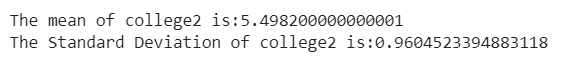 The mean of college2 is:5.498200000000001
The Standard Deviation of college2 is:0.9604523394883118